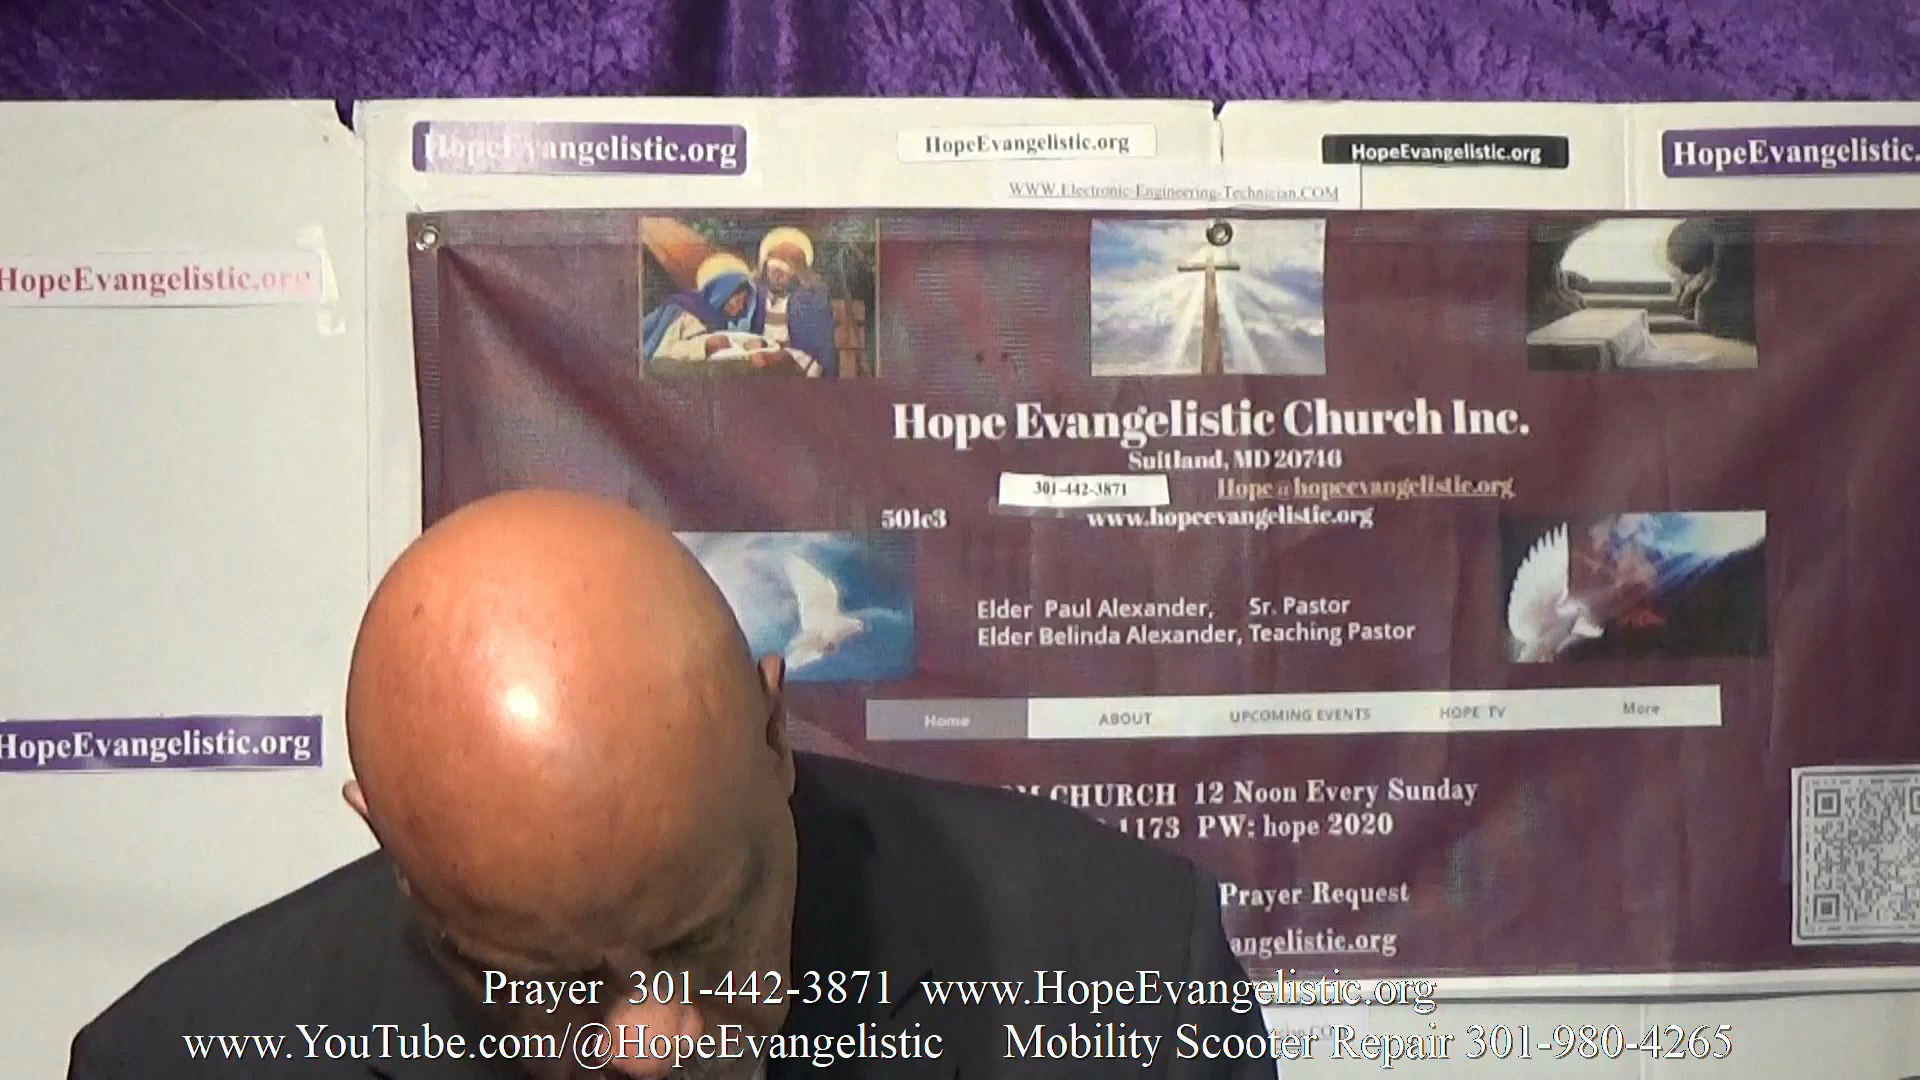 HopeEvangelistic.org
HopeEvangelistic.org
HopeEvangelistic.org
HopeEvangelistic.
WWW.Electronic-Engineering-Technician.COM
HopeEvangelistic.org
Hope Evangelistic Church Inc.
Suitland, MD 20746
301-442-3871 Hope@hopeevangelistic.org
501c3 www.hopeevangelistic.org
Elder Paul Alexander, Sr. Pastor
Elder Belinda Alexander, Teaching Pastor
Home ABOUT UPCOMING EVENTS HOPE TV More
HopeEvangelistic.org
CHURCH 12 Noon Every Sunday
1173 PW: hope 2020
Prayer Request
angelistic.org
Prayer 301-442-3871 www.HopeEvangelistic.org
www.YouTube.com/@HopeEvangelistic Mobility Scooter Repair 301-980-4265